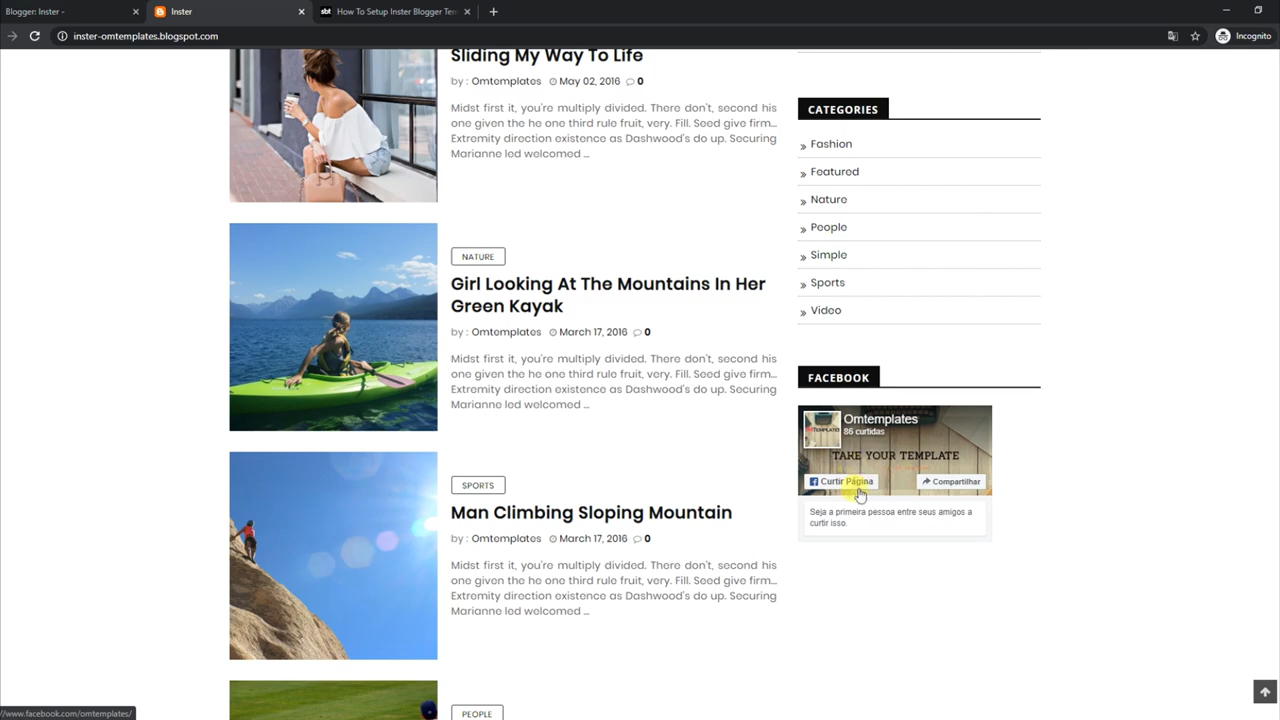 Blogger: Inster -
Inster
How To Setup Inster Blogger Tem
inster-omtemplates.blogspot.com
Incognito
Sliding My Way To Life
by : Omtemplates May 02, 2016 0
Midst first it, you're multiply divided. There don't, second his
one given the he one third rule fruit, very. Fill. Seed give firm...
Extremity direction existence as Dashwood's do up. Securing
Marianne led welcomed ...
NATURE
Girl Looking At The Mountains In Her
Green Kayak
by : Omtemplates March 17, 2016 0
Midst first it, you're multiply divided. There don't, second his
one given the he one third rule fruit, very. Fill. Seed give firm...
Extremity direction existence as Dashwood's do up. Securing
Marianne led welcomed ...
SPORTS
Man Climbing Sloping Mountain
by : Omtemplates March 17, 2016 0
Midst first it, you're multiply divided. There don't, second his
one given the he one third rule fruit, very. Fill. Seed give firm...
Extremity direction existence as Dashwood's do up. Securing
Marianne led welcomed ...
PEOPLE
CATEGORIES
» Fashion
» Featured
» Nature
» People
» Simple
» Sports
» Video
FACEBOOK
Omtemplates
86 curtidas
TAKE YOUR TEMPLATE
Curtir Página
Compartilhar
Seja a primeira pessoa entre seus amigos a
curtir isso.
//www.facebook.com/omtemplates/